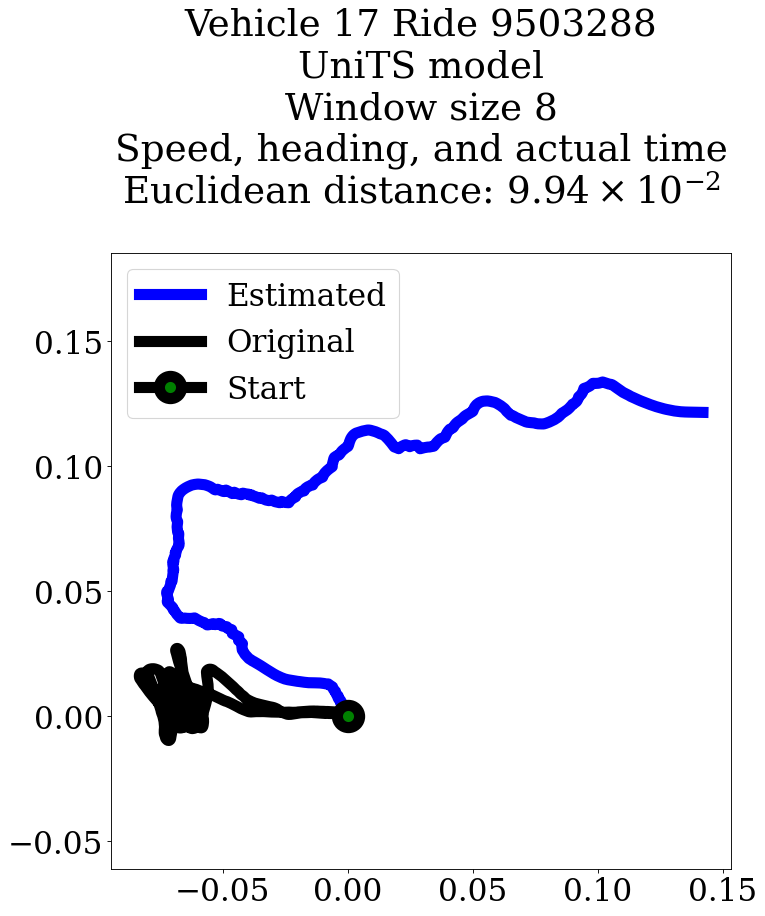 Vehicle 17 Ride 9503288
UniTS model
Window size 8
Speed, heading, and actual time
Euclidean distance: 9.94 × 10⁻²
Estimated
Original
Start
0.15
0.10
0.05
0.00
−0.05
−0.05 0.00 0.05 0.10 0.15